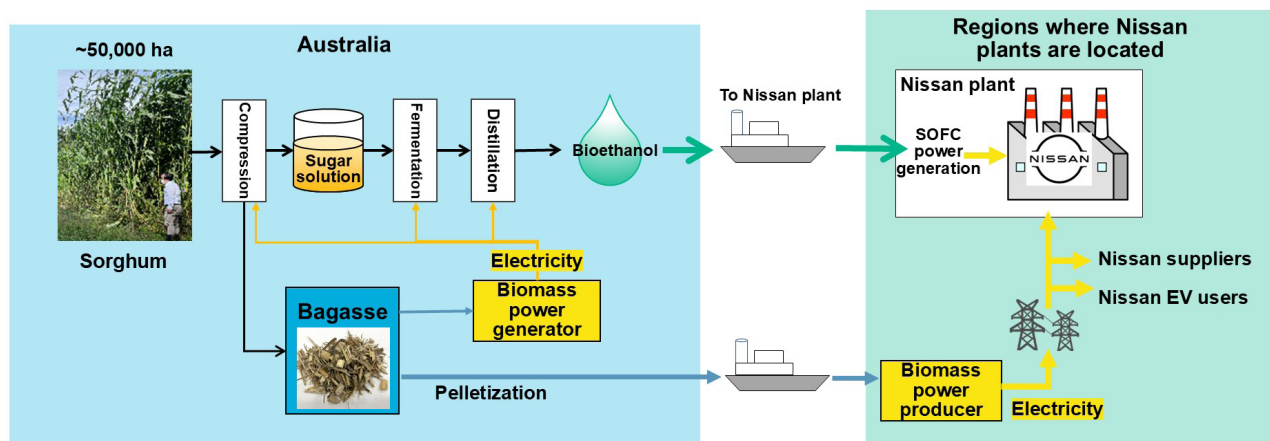 ~50,000 ha
Australia
Regions where Nissan
plants are located
Sorghum
Compression
Sugar
solution
Fermentation
Distillation
Bioethanol
To Nissan plant
Nissan plant
SOFC
power
generation
NISSAN
Electricity
Bagasse
Biomass
power
generator
Pelletization
Nissan suppliers
Nissan EV users
Biomass
power
producer
Electricity